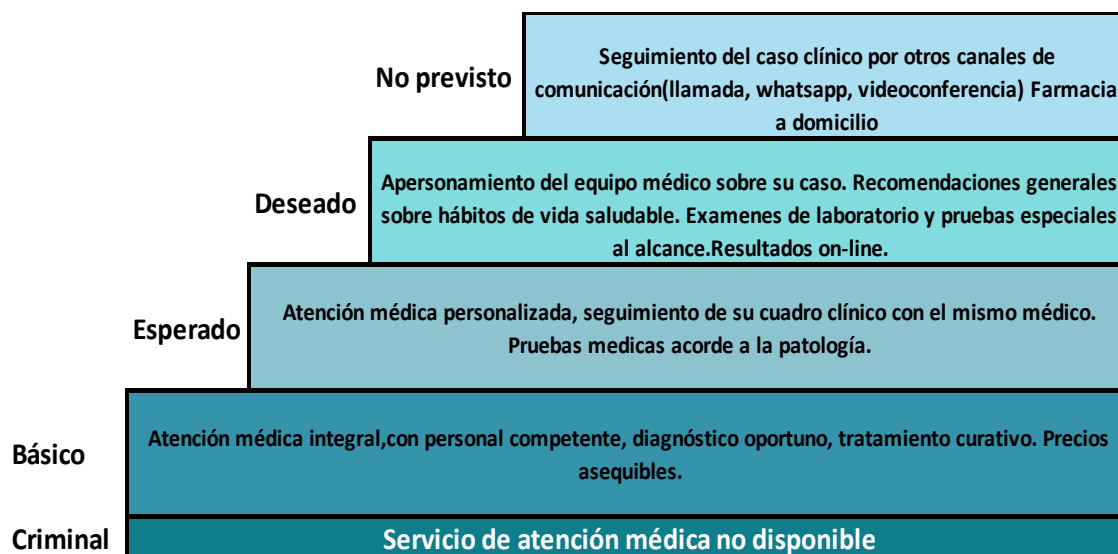 No previsto
Seguimiento del caso clínico por otros canales de
comunicación(llamada, whatsapp, videoconferencia) Farmacia
a domicilio
Deseado
Apersonamiento del equipo médico sobre su caso. Recomendaciones generales
sobre hábitos de vida saludable. Examenes de laboratorio y pruebas especiales
al alcance.Resultados on-line.
Esperado
Atención médica personalizada, seguimiento de su cuadro clínico con el mismo médico.
Pruebas medicas acorde a la patología.
Básico
Atención médica integral,con personal competente, diagnóstico oportuno, tratamiento curativo. Precios
asequibles.
Criminal
Servicio de atención médica no disponible